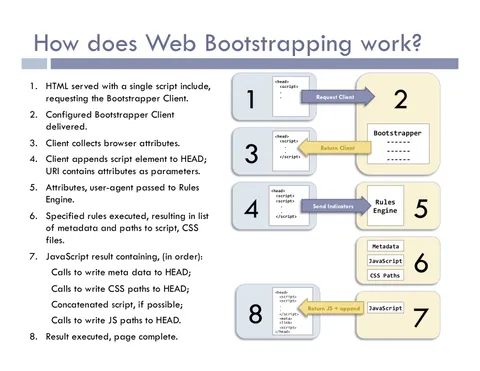 How does Web Bootstrapping work?
1. HTML served with a single script include,
requesting the Bootstrapper Client.
2. Configured Bootstrapper Client
delivered.
3. Client collects browser attributes.
4. Client appends script element to HEAD;
URI contains attributes as parameters.
5. Attributes, user-agent passed to Rules
Engine.
6. Specified rules executed, resulting in list
of metadata and paths to script, CSS
files.
7. JavaScript result containing, (in order):
Calls to write meta data to HEAD;
Calls to write CSS paths to HEAD;
Concatenated script, if possible;
Calls to write JS paths to HEAD.
8. Result executed, page complete.
1
<head>
<script>
.
.
Request Client
2
Bootstrapper
------
------
------
3
<head>
<script>
.
.
</script>
Return Client
4
<head>
<script>
<script>
.
.
</script>
Send Indicators
Rules
Engine
5
Metadata
JavaScript
CSS Paths
6
8
<head>
<script>
<script>
.
.
</script>
<meta>
<link>
<script>
</head>
Return JS + append
JavaScript
7